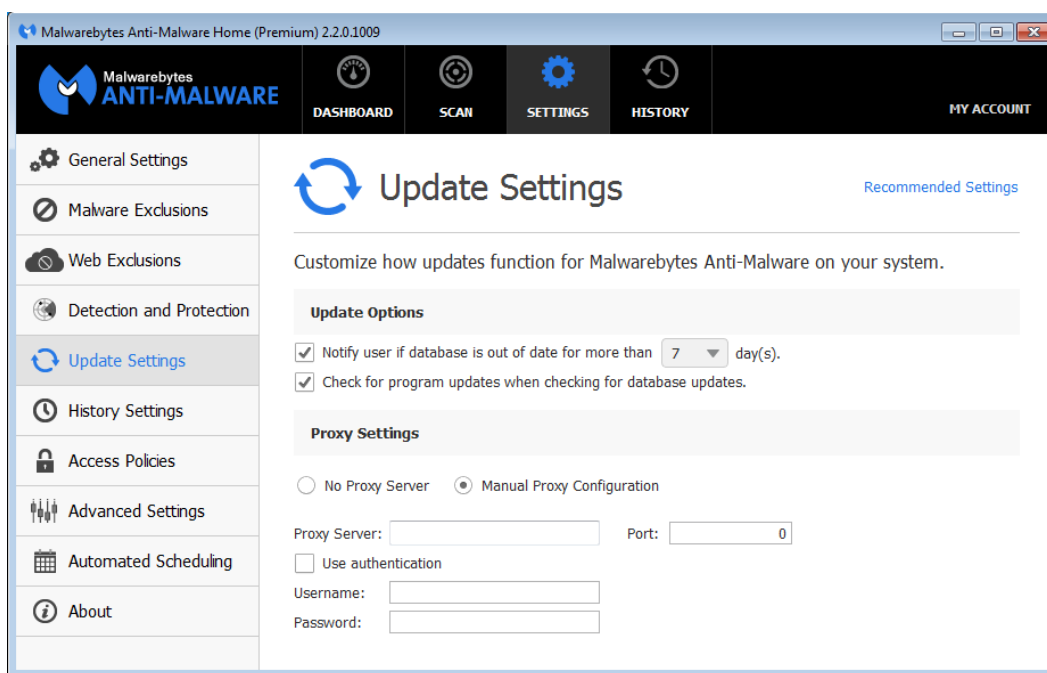 Malwarebytes Anti-Malware Home (Premium) 2.2.0.1009
Malwarebytes
ANTI-MALWARE
DASHBOARD
SCAN
SETTINGS
HISTORY
MY ACCOUNT
General Settings
Malware Exclusions
Web Exclusions
Detection and Protection
Update Settings
History Settings
Access Policies
Advanced Settings
Automated Scheduling
About
Update Settings
Recommended Settings
Customize how updates function for Malwarebytes Anti-Malware on your system.
Update Options
Notify user if database is out of date for more than 7 day(s).
Check for program updates when checking for database updates.
Proxy Settings
No Proxy Server Manual Proxy Configuration
Proxy Server: Port: 0
Use authentication
Username:
Password: